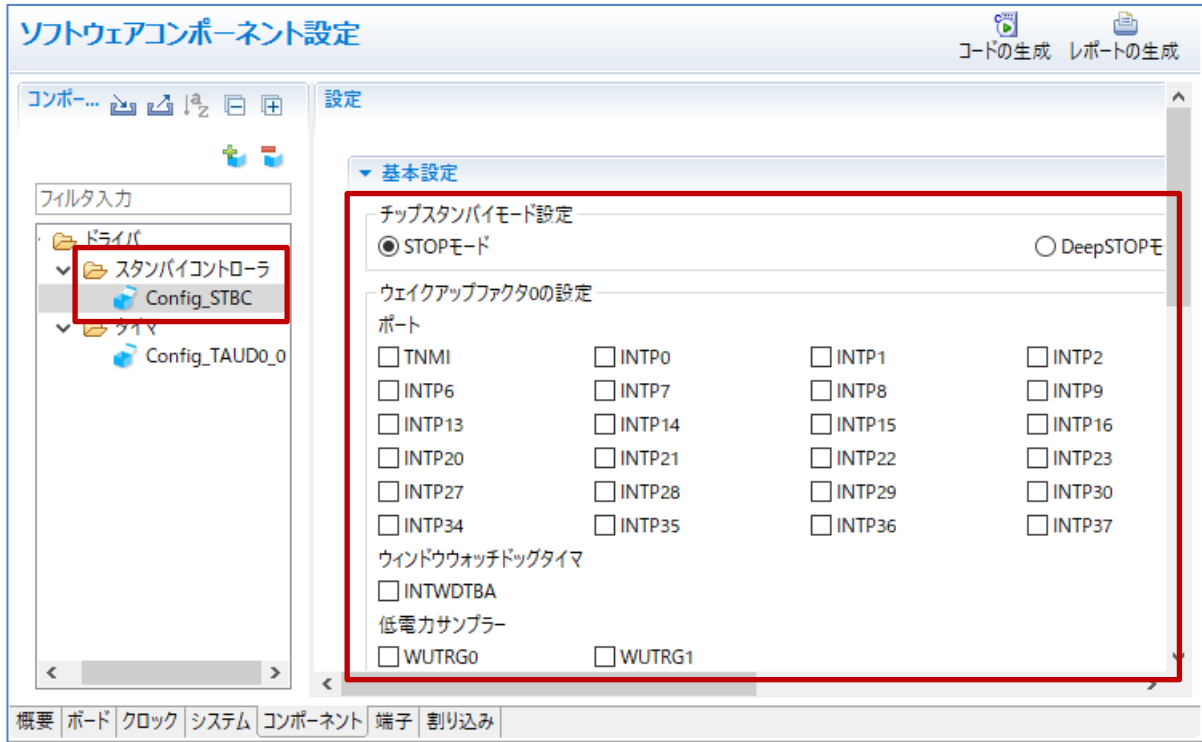 ソフトウェアコンポーネント設定
コードの生成 レポートの生成
コンポー...
フィルタ入力
ドライバ
スタンバイコントローラ
Config_STBC
タイマ
Config_TAUD0_0
設定
基本設定
チップスタンバイモード設定
STOPモード DeepSTOPモ
ウェイクアップファクタ0の設定
ポート
TNMI INTP0 INTP1 INTP2
INTP6 INTP7 INTP8 INTP9
INTP13 INTP14 INTP15 INTP16
INTP20 INTP21 INTP22 INTP23
INTP27 INTP28 INTP29 INTP30
INTP34 INTP35 INTP36 INTP37
ウィンドウウォッチドッグタイマ
INTWDTBA
低電力サンプラー
WUTRG0 WUTRG1
概要 ボード クロック システム コンポーネント 端子 割り込み